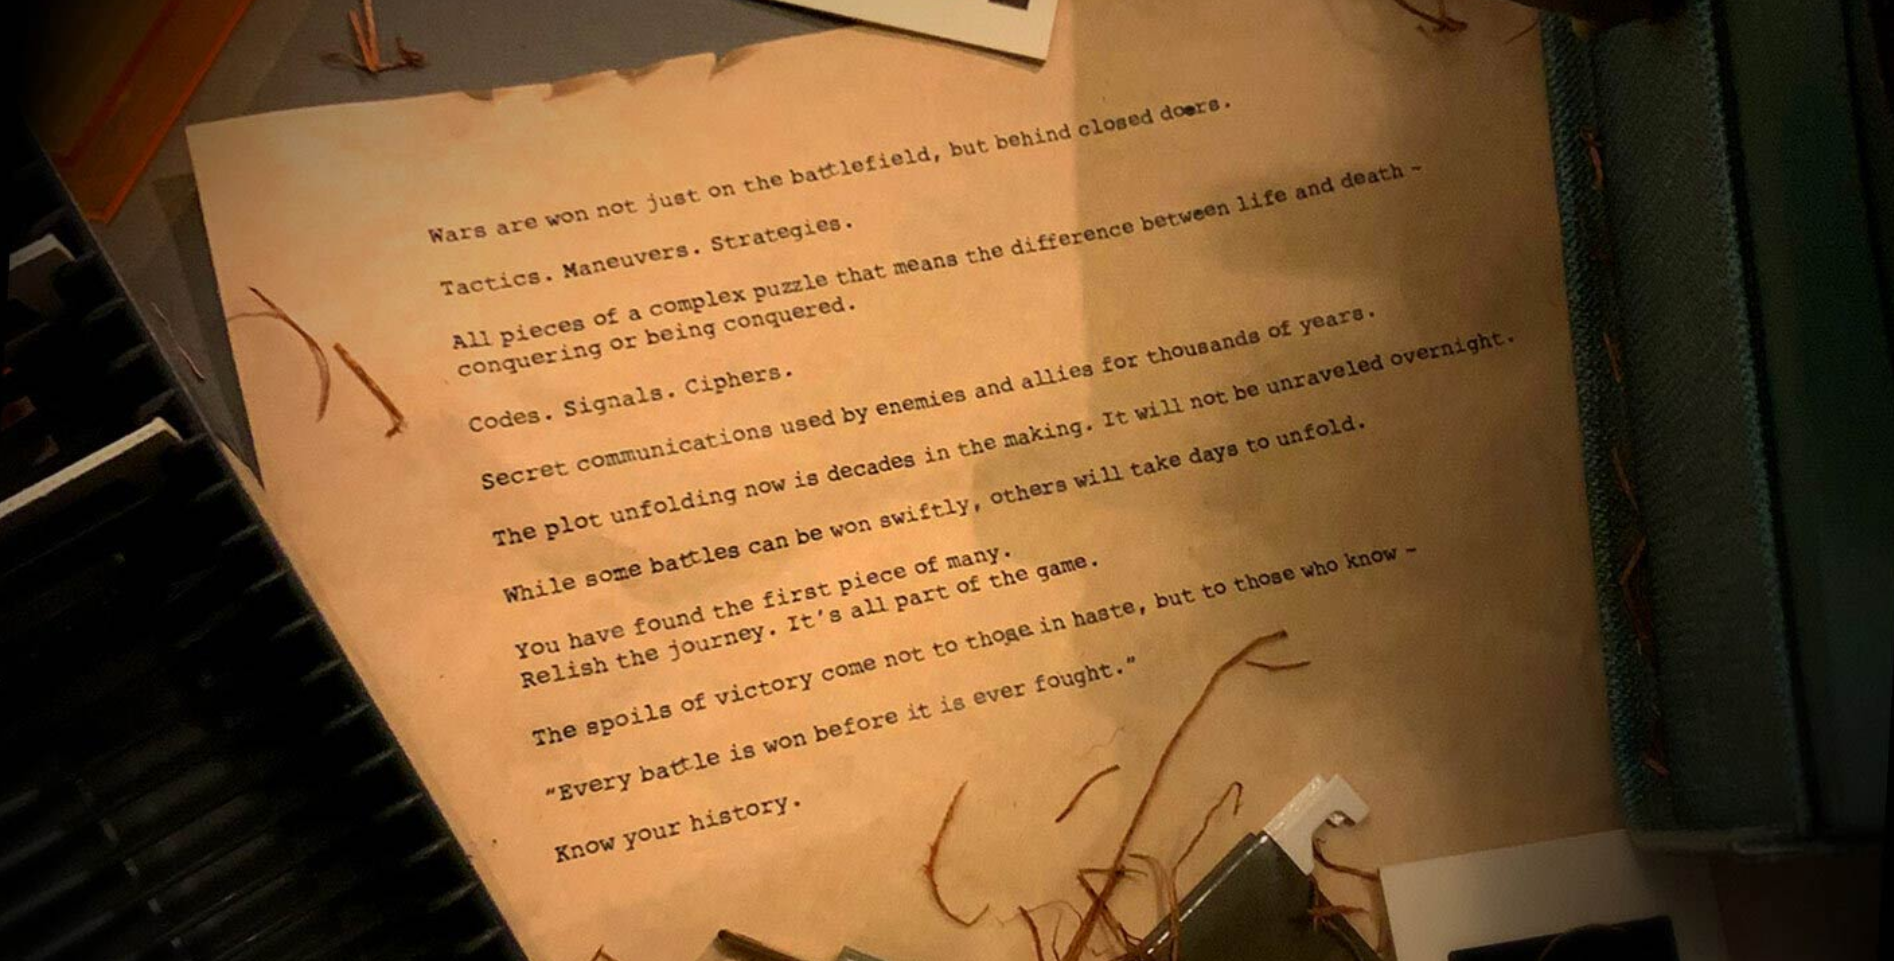 Wars are won not just on the battlefield, but behind closed doors.
Tactics. Maneuvers. Strategies.
All pieces of a complex puzzle that means the difference between life and death ~
conquering or being conquered.
Codes. Signals. Ciphers.
Secret communications used by enemies and allies for thousands of years.
The plot unfolding now is decades in the making. It will not be unraveled overnight.
While some battles can be won swiftly, others will take days to unfold.
You have found the first piece of many.
Relish the journey. It's all part of the game.
The spoils of victory come not to those in haste, but to those who know ~
"Every battle is won before it is ever fought."
Know your history.